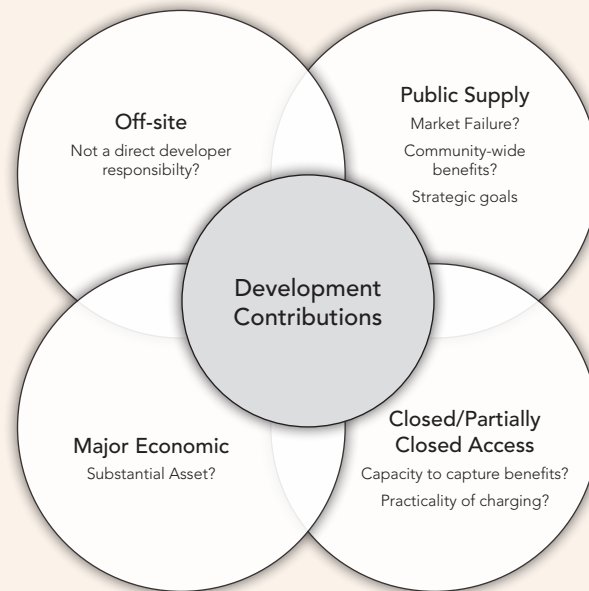 Off-site
Not a direct developer
responsibilty?
Public Supply
Market Failure?
Community-wide
benefits?
Strategic goals
Development
Contributions
Major Economic
Substantial Asset?
Closed/Partially
Closed Access
Capacity to capture benefits?
Practicality of charging?